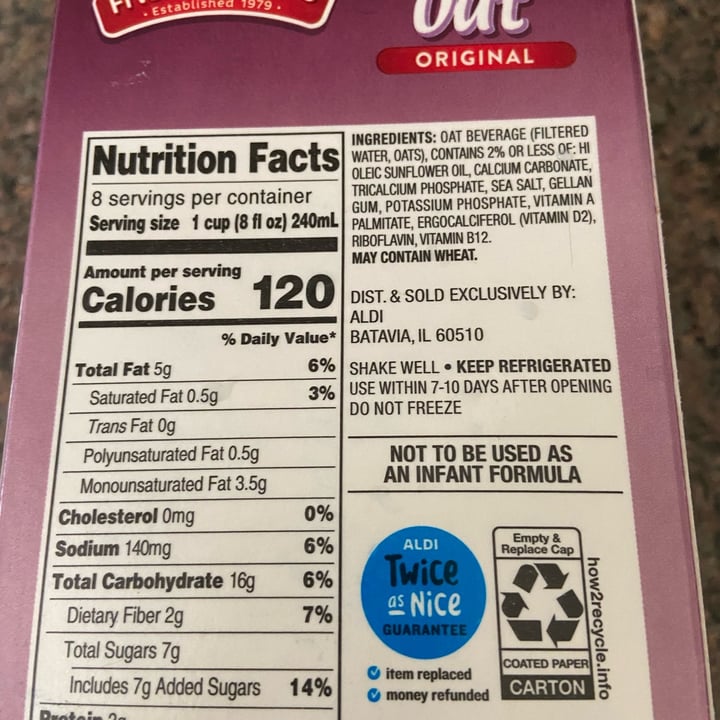 Established 1979
oat
ORIGINAL
Nutrition Facts
8 servings per container
Serving size 1 cup (8 fl oz) 240mL
Amount per serving
Calories 120
% Daily Value*
Total Fat 5g 6%
Saturated Fat 0.5g 3%
Trans Fat 0g
Polyunsaturated Fat 0.5g
Monounsaturated Fat 3.5g
Cholesterol 0mg 0%
Sodium 140mg 6%
Total Carbohydrate 16g 6%
Dietary Fiber 2g 7%
Total Sugars 7g
Includes 7g Added Sugars 14%
Protein 2g
INGREDIENTS: OAT BEVERAGE (FILTERED
WATER, OATS), CONTAINS 2% OR LESS OF: HI
OLEIC SUNFLOWER OIL, CALCIUM CARBONATE,
TRICALCIUM PHOSPHATE, SEA SALT, GELLAN
GUM, POTASSIUM PHOSPHATE, VITAMIN A
PALMITATE, ERGOCALCIFEROL (VITAMIN D2),
RIBOFLAVIN, VITAMIN B12.
MAY CONTAIN WHEAT.
DIST. & SOLD EXCLUSIVELY BY:
ALDI
BATAVIA, IL 60510
SHAKE WELL • KEEP REFRIGERATED
USE WITHIN 7-10 DAYS AFTER OPENING
DO NOT FREEZE
NOT TO BE USED AS
AN INFANT FORMULA
ALDI
Twice
as Nice
GUARANTEE
item replaced
money refunded
Empty &
Replace Cap
COATED PAPER
CARTON
how2recycle.info